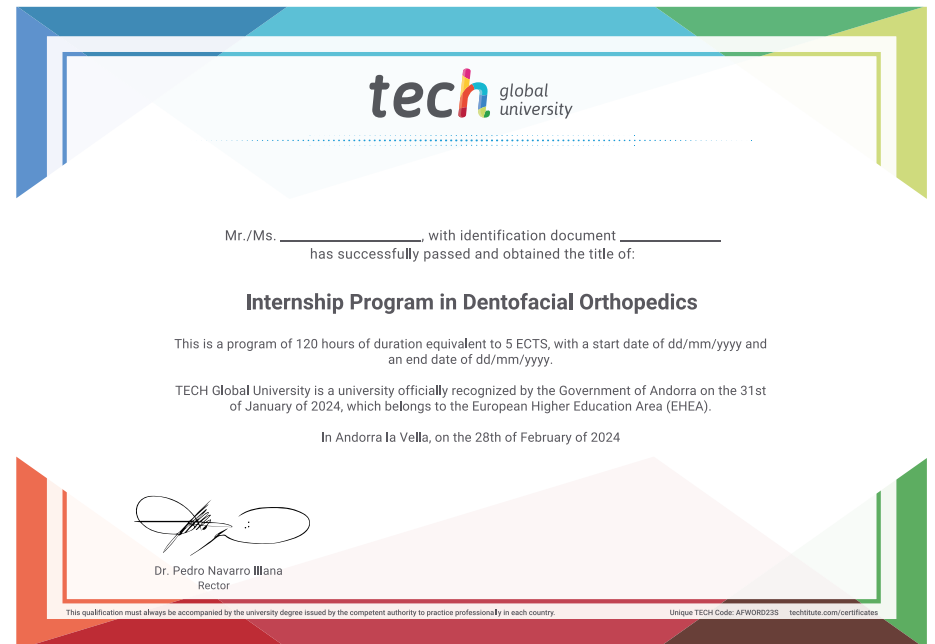 tech global university
Mr./Ms. ____________, with identification document ____________
has successfully passed and obtained the title of:
Internship Program in Dentofacial Orthopedics
This is a program of 120 hours of duration equivalent to 5 ECTS, with a start date of dd/mm/yyyy and
an end date of dd/mm/yyyy.
TECH Global University is a university officially recognized by the Government of Andorra on the 31st
of January of 2024, which belongs to the European Higher Education Area (EHEA).
In Andorra la Vella, on the 28th of February of 2024
Dr. Pedro Navarro Illana
Rector
This qualification must always be accompanied by the university degree issued by the competent authority to practice professionally in each country. Unique TECH Code: AFWORD23S techtitute.com/certificates